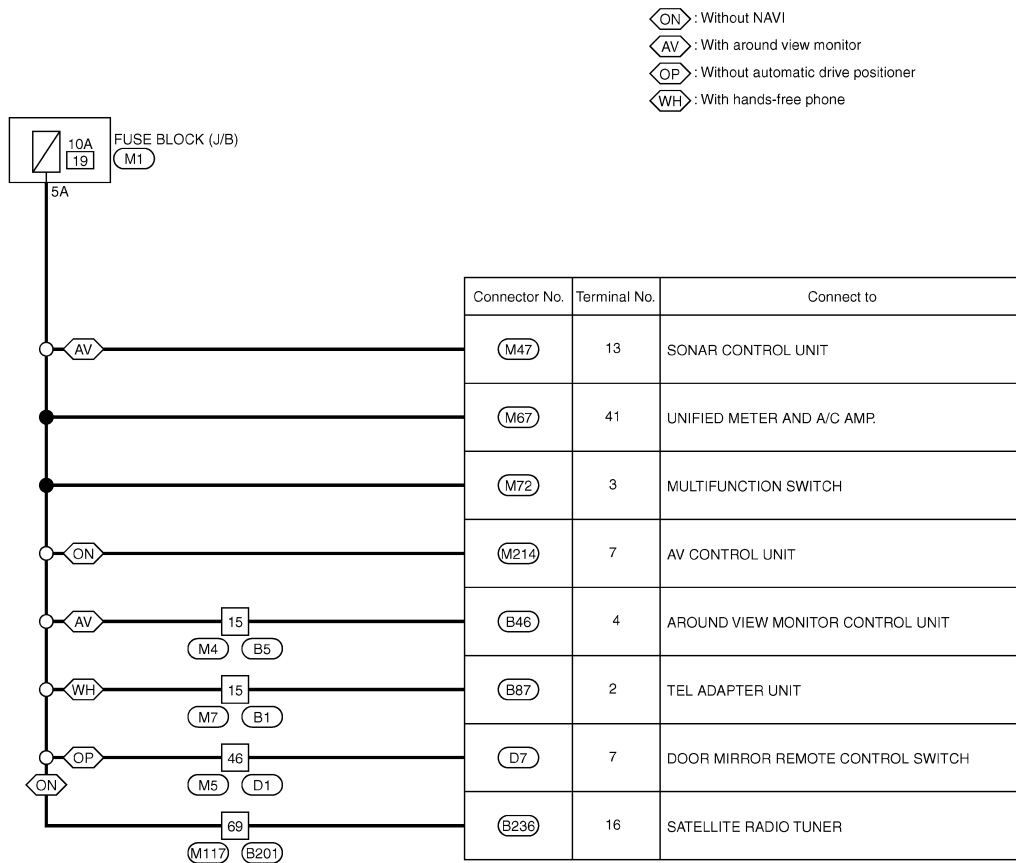 ON : Without NAVI
AV : With around view monitor
OP : Without automatic drive positioner
WH : With hands-free phone
10A
19
FUSE BLOCK (J/B)
M1
5A
Connector No. Terminal No. Connect to
AV M47 13 SONAR CONTROL UNIT
M67 41 UNIFIED METER AND A/C AMP.
M72 3 MULTIFUNCTION SWITCH
ON M214 7 AV CONTROL UNIT
AV 15 B46 4 AROUND VIEW MONITOR CONTROL UNIT
M4 B5
WH 15 B87 2 TEL ADAPTER UNIT
M7 B1
OP 46 D7 7 DOOR MIRROR REMOTE CONTROL SWITCH
ON M5 D1
69 B236 16 SATELLITE RADIO TUNER
M117 B201